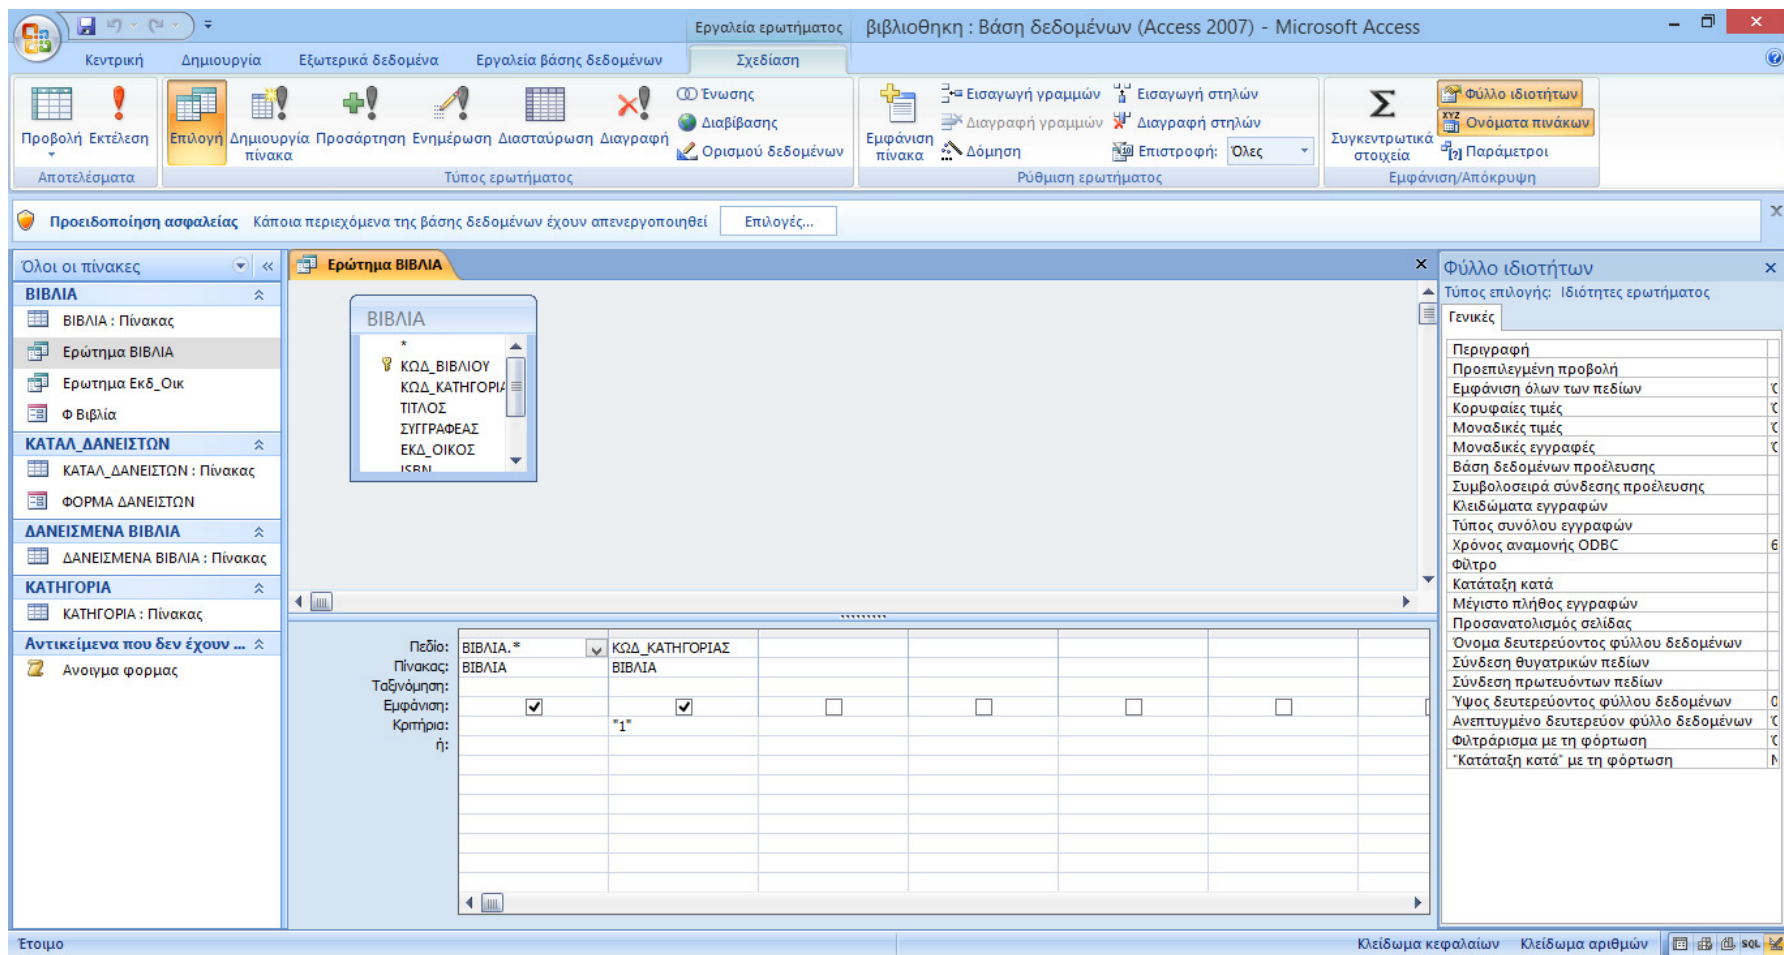 Εργαλεία ερωτήματος
βιβλιοθηκη : Βάση δεδομένων (Access 2007) - Microsoft Access
Κεντρική
Δημιουργία
Εξωτερικά δεδομένα
Εργαλεία βάσης δεδομένων
Σχεδίαση
Προβολή
Εκτέλεση
Αποτελέσματα
Επιλογή
Δημιουργία
πίνακα
Προσάρτηση
Ενημέρωση
Διασταύρωση
Διαγραφή
Ένωσης
Διαβίβασης
Ορισμού δεδομένων
Τύπος ερωτήματος
Εμφάνιση
πίνακα
Εισαγωγή γραμμών
Διαγραφή γραμμών
Δόμηση
Εισαγωγή στηλών
Διαγραφή στηλών
Επιστροφή: Όλες
Ρύθμιση ερωτήματος
Σ
Συγκεντρωτικά
στοιχεία
Φύλλο ιδιοτήτων
XYZ
Ονόματα πινάκων
[?] Παράμετροι
Εμφάνιση/Απόκρυψη
Προειδοποίηση ασφαλείας Κάποια περιεχόμενα της βάσης δεδομένων έχουν απενεργοποιηθεί Επιλογές...
Όλοι οι πίνακες
ΒΙΒΛΙΑ
ΒΙΒΛΙΑ : Πίνακας
Ερώτημα ΒΙΒΛΙΑ
Ερωτημα Εκδ_Οικ
Φ Βιβλία
ΚΑΤΑΛ_ΔΑΝΕΙΣΤΩΝ
ΚΑΤΑΛ_ΔΑΝΕΙΣΤΩΝ : Πίνακας
ΦΟΡΜΑ ΔΑΝΕΙΣΤΩΝ
ΔΑΝΕΙΣΜΕΝΑ ΒΙΒΛΙΑ
ΔΑΝΕΙΣΜΕΝΑ ΒΙΒΛΙΑ : Πίνακας
ΚΑΤΗΓΟΡΙΑ
ΚΑΤΗΓΟΡΙΑ : Πίνακας
Αντικείμενα που δεν έχουν ...
Ανοιγμα φορμας
Ερώτημα ΒΙΒΛΙΑ
ΒΙΒΛΙΑ
*
ΚΩΔ_ΒΙΒΛΙΟΥ
ΚΩΔ_ΚΑΤΗΓΟΡΙΑ
ΤΙΤΛΟΣ
ΣΥΓΓΡΑΦΕΑΣ
ΕΚΔ_ΟΙΚΟΣ
ISBN
Πεδίο: ΒΙΒΛΙΑ.* ΚΩΔ_ΚΑΤΗΓΟΡΙΑΣ
Πίνακας: ΒΙΒΛΙΑ ΒΙΒΛΙΑ
Ταξινόμηση:
Εμφάνιση:
Κριτήρια: "1"
ή:
Φύλλο ιδιοτήτων
Τύπος επιλογής: Ιδιότητες ερωτήματος
Γενικές
Περιγραφή
Προεπιλεγμένη προβολή
Εμφάνιση όλων των πεδίων
Κορυφαίες τιμές
Μοναδικές τιμές
Μοναδικές εγγραφές
Βάση δεδομένων προέλευσης
Συμβολοσειρά σύνδεσης προέλευσης
Κλειδώματα εγγραφών
Τύπος συνόλου εγγραφών
Χρόνος αναμονής ODBC 6
Φίλτρο
Κατάταξη κατά
Μέγιστο πλήθος εγγραφών
Προσανατολισμός σελίδας
Όνομα δευτερεύοντος φύλλου δεδομένων
Σύνδεση θυγατρικών πεδίων
Σύνδεση πρωτευόντων πεδίων
Ύψος δευτερεύοντος φύλλου δεδομένων 0
Ανεπτυγμένο δευτερεύον φύλλο δεδομένων
Φιλτράρισμα με τη φόρτωση
"Κατάταξη κατά" με τη φόρτωση
Έτοιμο
Κλείδωμα κεφαλαίων Κλείδωμα αριθμών SQL